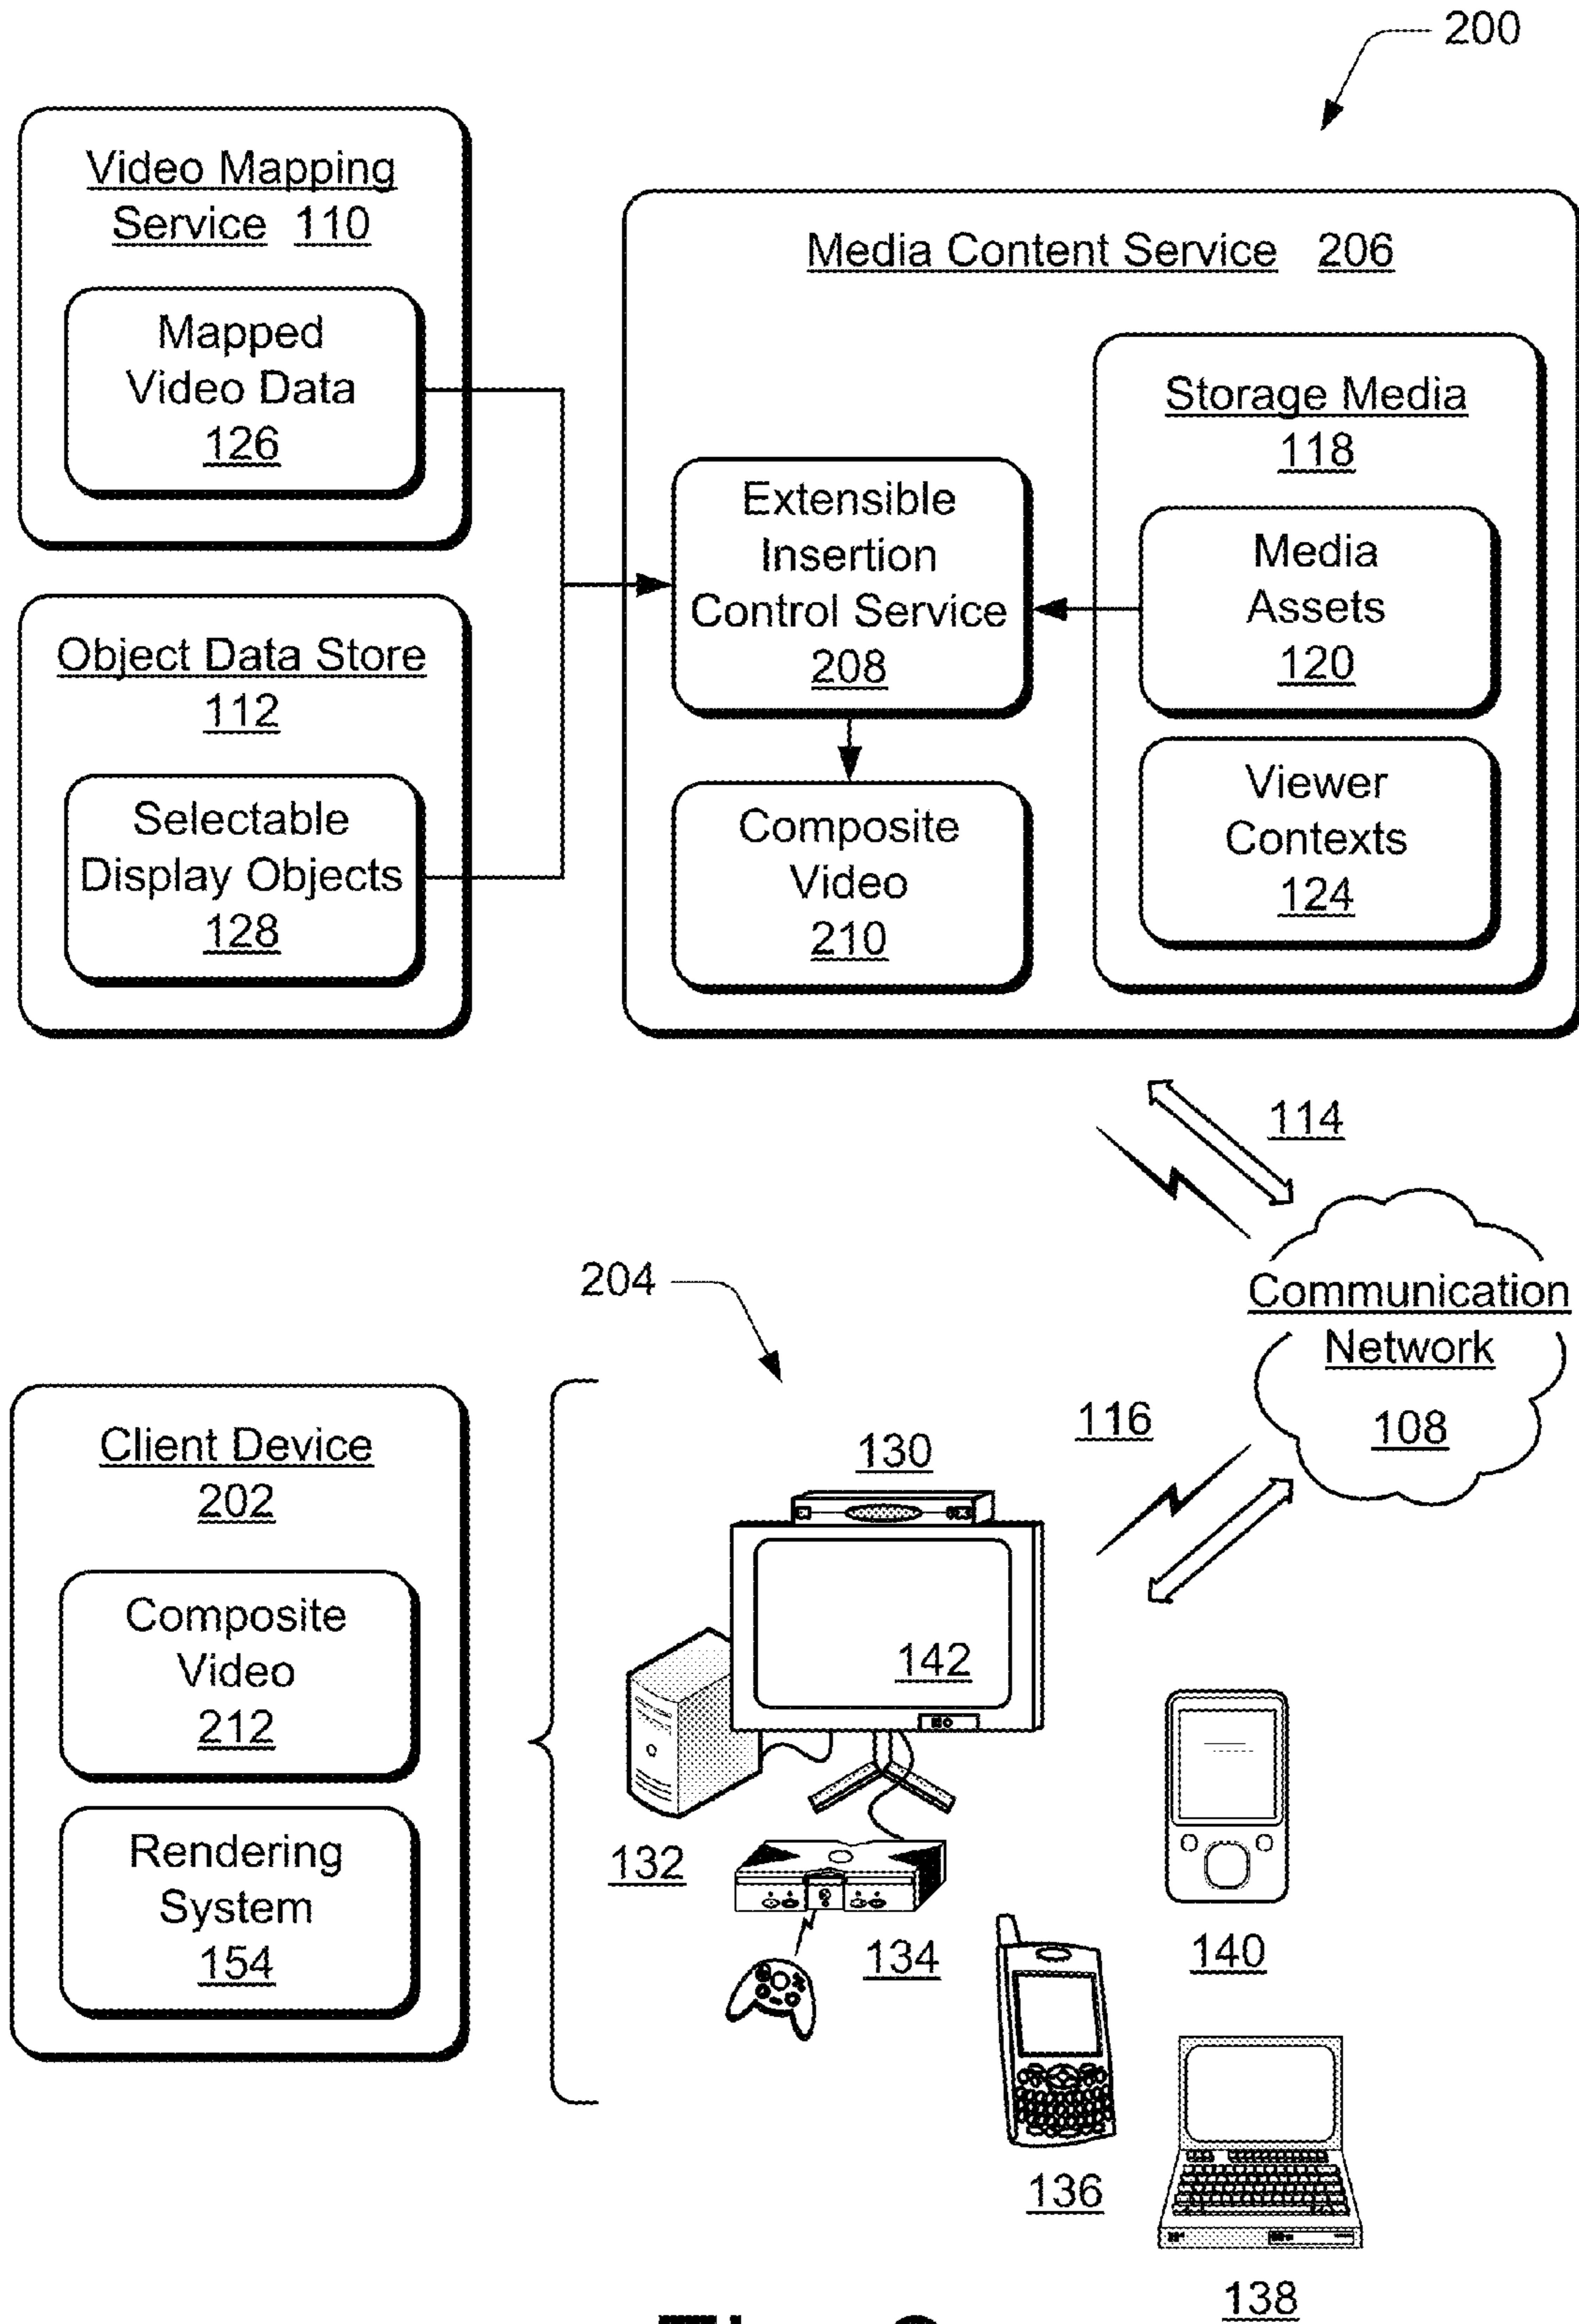 200
Video Mapping
Service 110
Mapped
Video Data
126
Object Data Store
112
Selectable
Display Objects
128
Media Content Service 206
Extensible
Insertion
Control Service
208
Composite
Video
210
Storage Media
118
Media
Assets
120
Viewer
Contexts
124
114
Communication
Network
108
116
204
Client Device
202
Composite
Video
212
Rendering
System
154
130
142
132
134
140
136
138